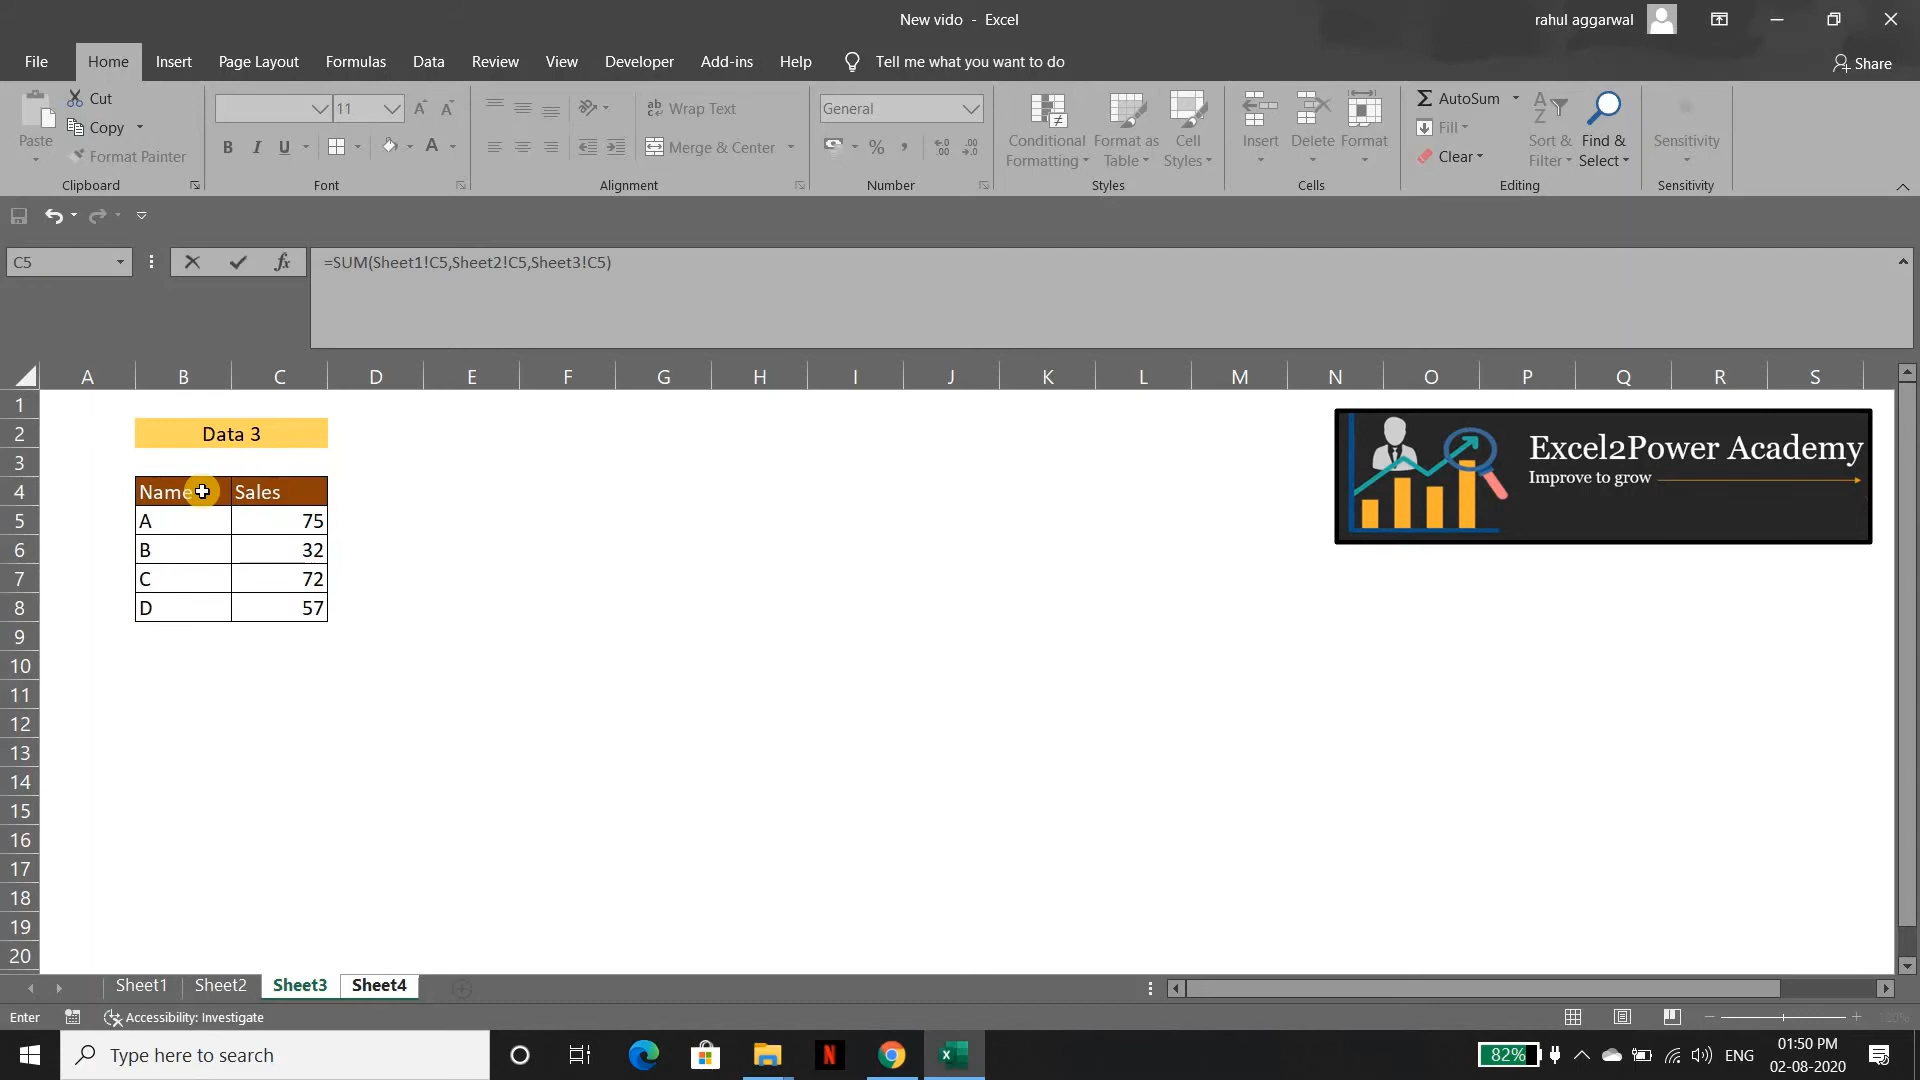 New vido - Excel
rahul aggarwal
File Home Insert Page Layout Formulas Data Review View Developer Add-ins Help Tell me what you want to do Share
Paste
Cut
Copy
Format Painter
Clipboard
11
B I U A
Font
Wrap Text
Merge & Center
Alignment
General
%
Number
Conditional Formatting
Format as Table
Cell Styles
Styles
Insert Delete Format
Cells
AutoSum
Fill
Clear
Sort & Filter
Find & Select
Editing
Sensitivity
Sensitivity
C5
fx
=SUM(Sheet1!C5,Sheet2!C5,Sheet3!C5)
A B C D E F G H I J K L M N O P Q R S
1
2 Data 3
3
4 Name Sales
5 A 75
6 B 32
7 C 72
8 D 57
9
10
11
12
13
14
15
16
17
18
19
20
Excel2Power Academy
Improve to grow
Sheet1 Sheet2 Sheet3 Sheet4
Enter Accessibility: Investigate
Type here to search
82%
ENG
01:50 PM
02-08-2020